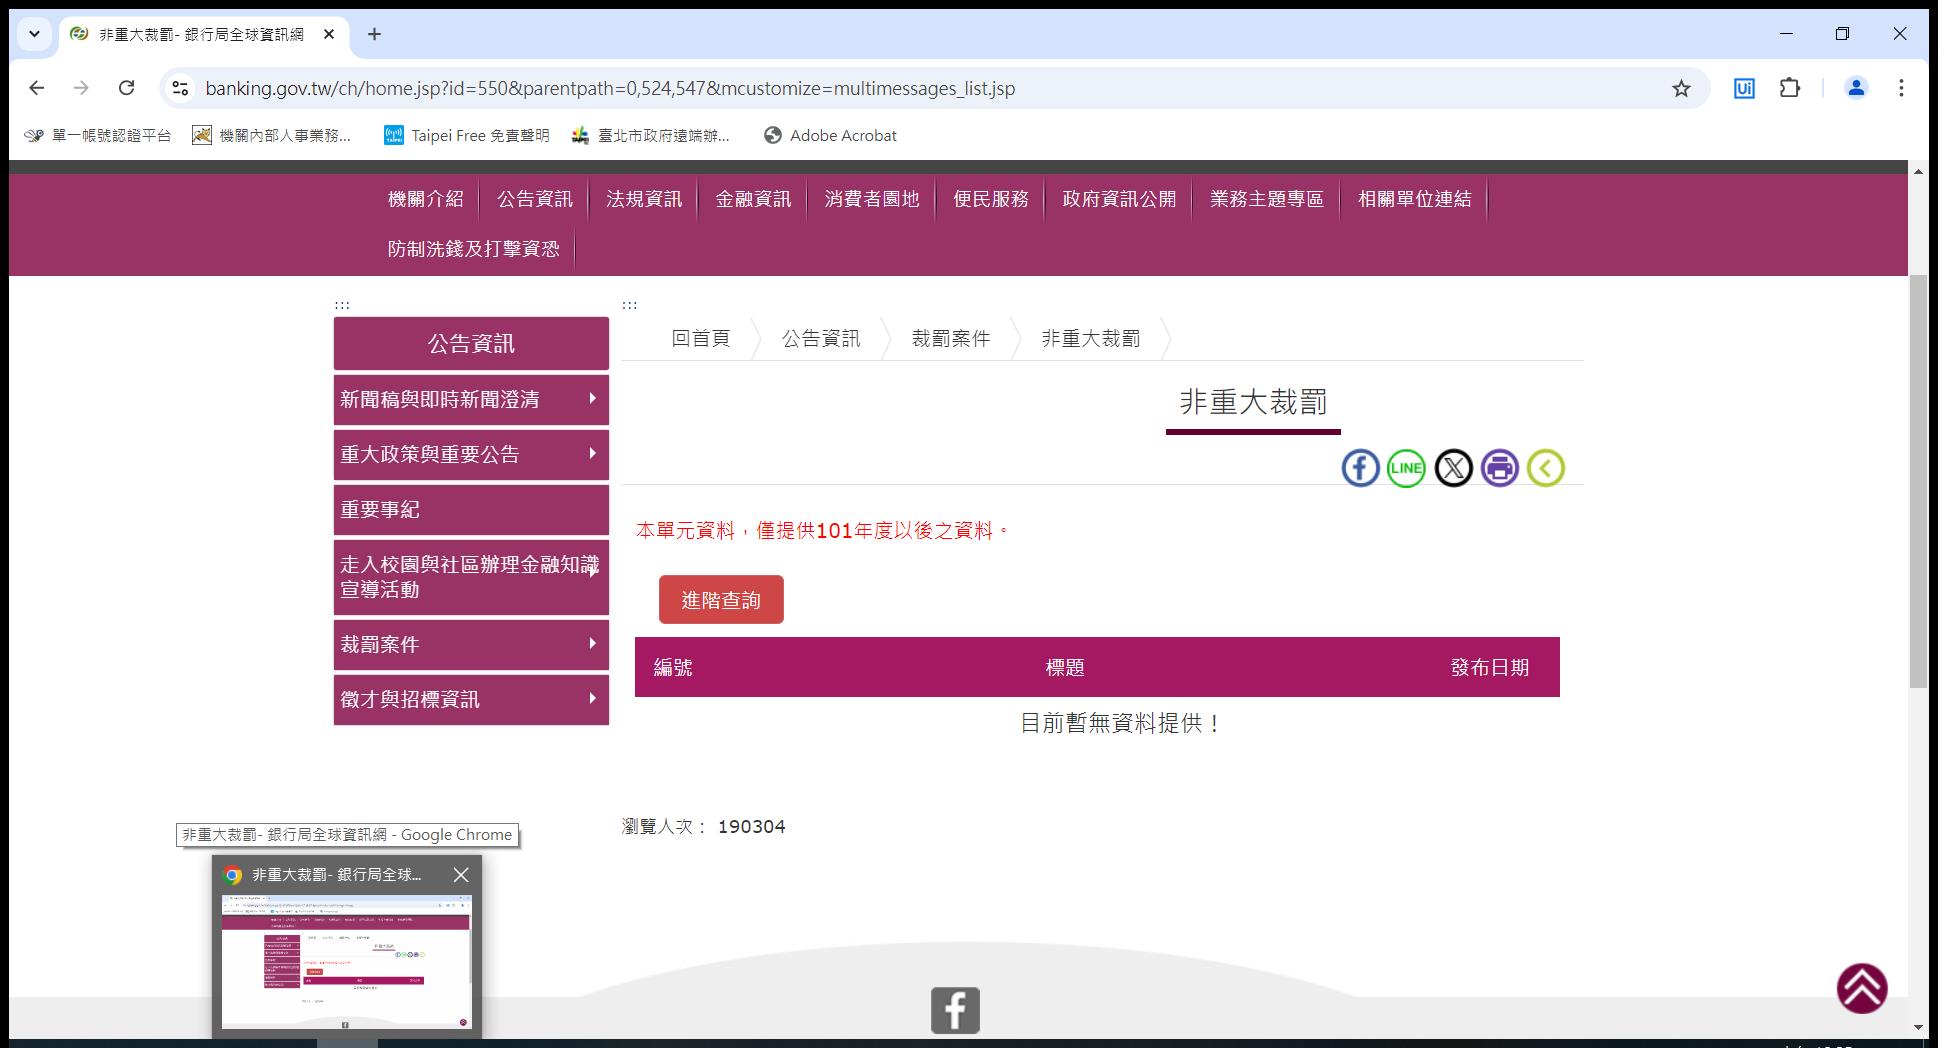 非重大裁罰- 銀行局全球資訊網
banking.gov.tw/ch/home.jsp?id=550&parentpath=0,524,547&mcustomize=multimessages_list.jsp
Ui
單一帳號認證平台 機關內部人事業務... Taipei Free 免責聲明 臺北市政府遠端辦... Adobe Acrobat
機關介紹 公告資訊 法規資訊 金融資訊 消費者園地 便民服務 政府資訊公開 業務主題專區 相關單位連結
防制洗錢及打擊資恐
:::
公告資訊
新聞稿與即時新聞澄清
重大政策與重要公告
重要事紀
走入校園與社區辦理金融知識
宣導活動
裁罰案件
徵才與招標資訊
:::
回首頁 公告資訊 裁罰案件 非重大裁罰
非重大裁罰
LINE
本單元資料，僅提供101年度以後之資料。
進階查詢
編號 標題 發布日期
目前暫無資料提供！
瀏覽人次： 190304
非重大裁罰- 銀行局全球資訊網 - Google Chrome
非重大裁罰- 銀行局全球...